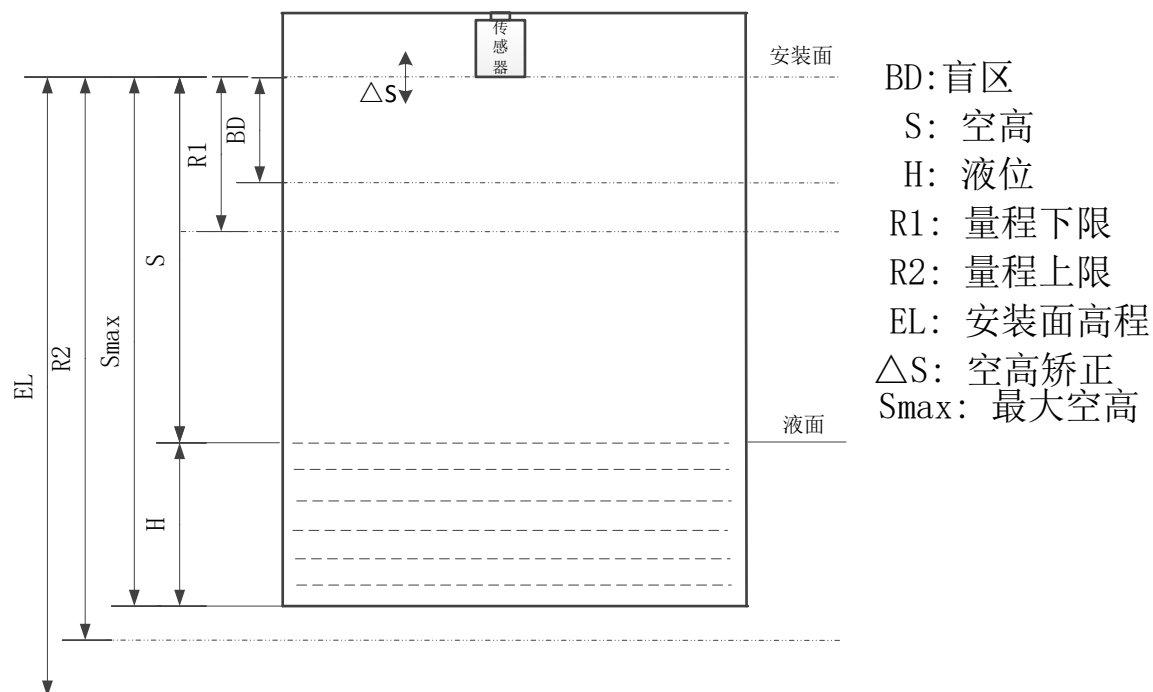 传
感
器
安装面
△S
BD
R1
S
Smax
R2
EL
液面
H
BD:盲区
S: 空高
H: 液位
R1: 量程下限
R2: 量程上限
EL: 安装面高程
△S: 空高矫正
Smax: 最大空高